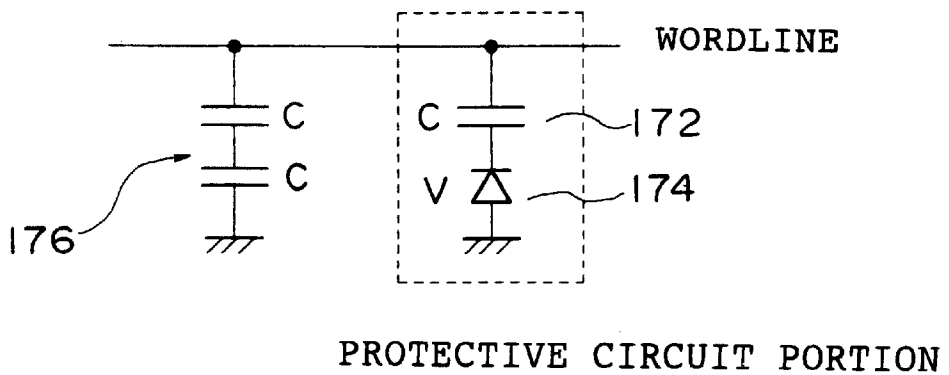 WORDLINE
C
C
172
C
V
174
176
PROTECTIVE CIRCUIT PORTION